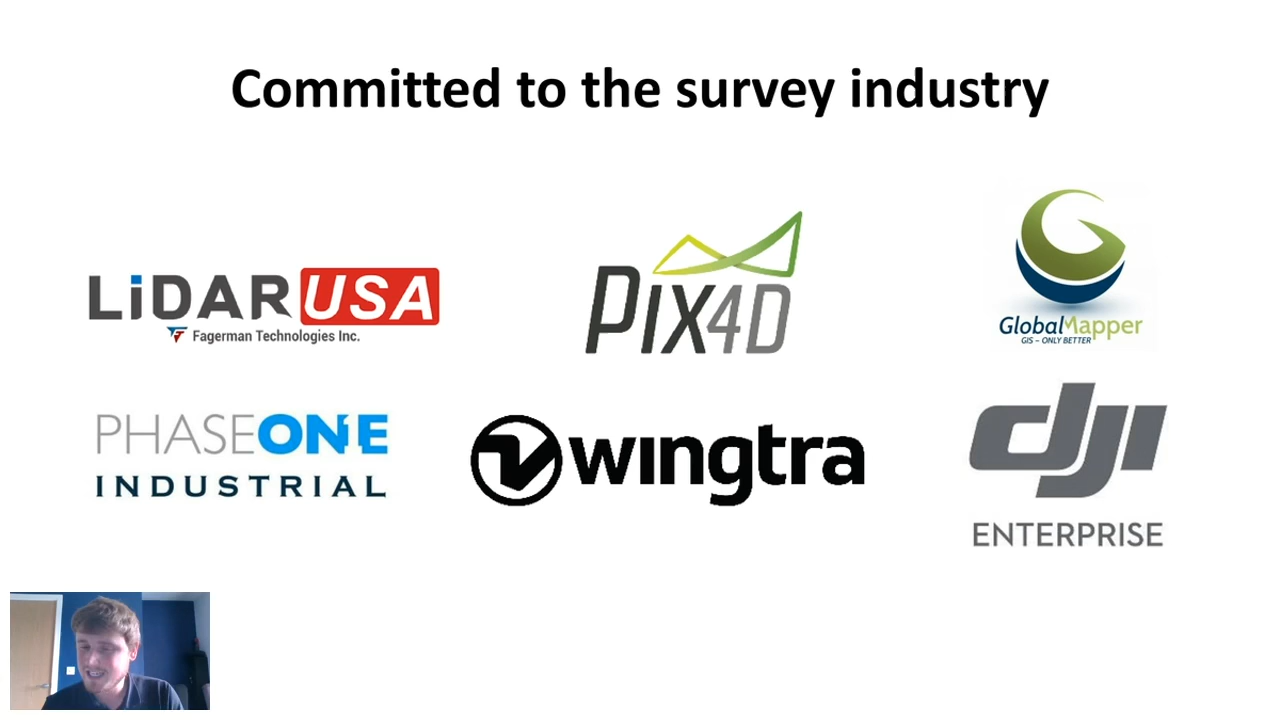 Committed to the survey industry
LiDAR USA
Fagerman Technologies Inc.
PIX4D
GlobalMapper
GIS – ONLY BETTER
PHASEONE
INDUSTRIAL
wingtra
dji
ENTERPRISE